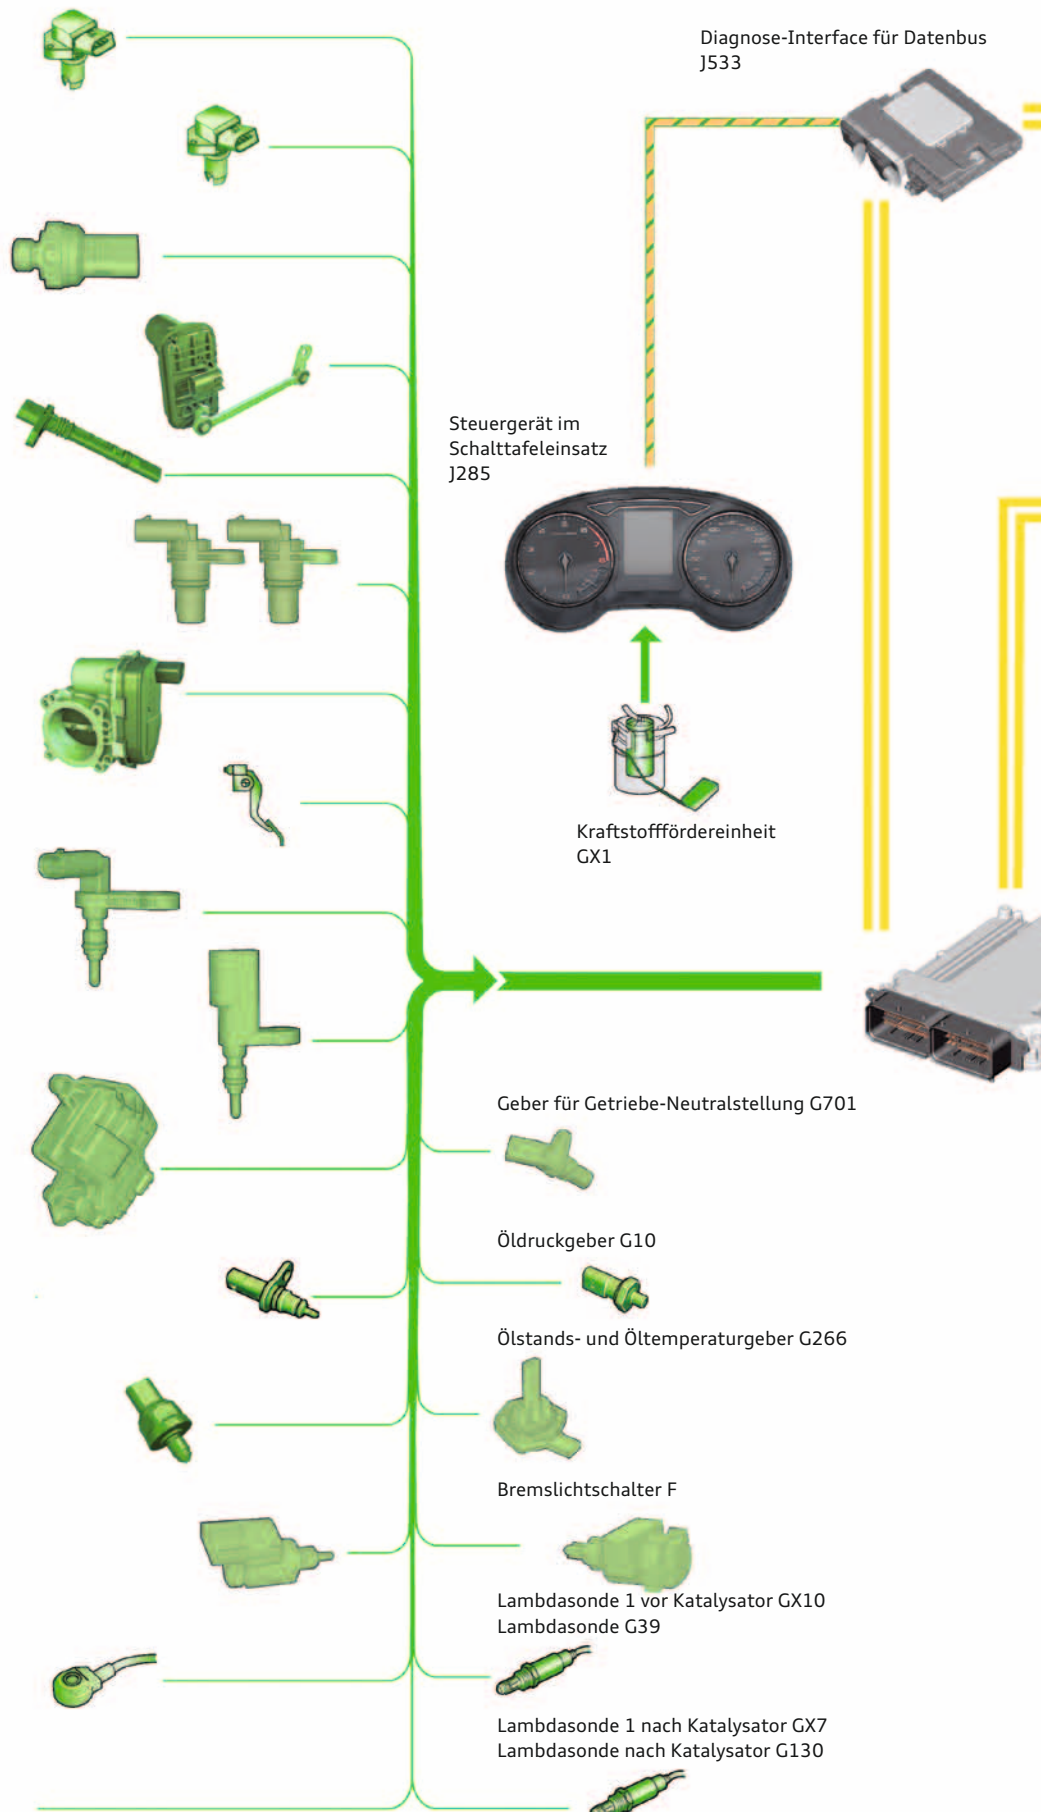 Diagnose-Interface für Datenbus
J533
Steuergerät im
Schalttafeleinsatz
J285
Kraftstofffördereinheit
GX1
Geber für Getriebe-Neutralstellung G701
Öldruckgeber G10
Ölstands- und Öltemperaturgeber G266
Bremslichtschalter F
Lambdasonde 1 vor Katalysator GX10
Lambdasonde G39
Lambdasonde 1 nach Katalysator GX7
Lambdasonde nach Katalysator G130